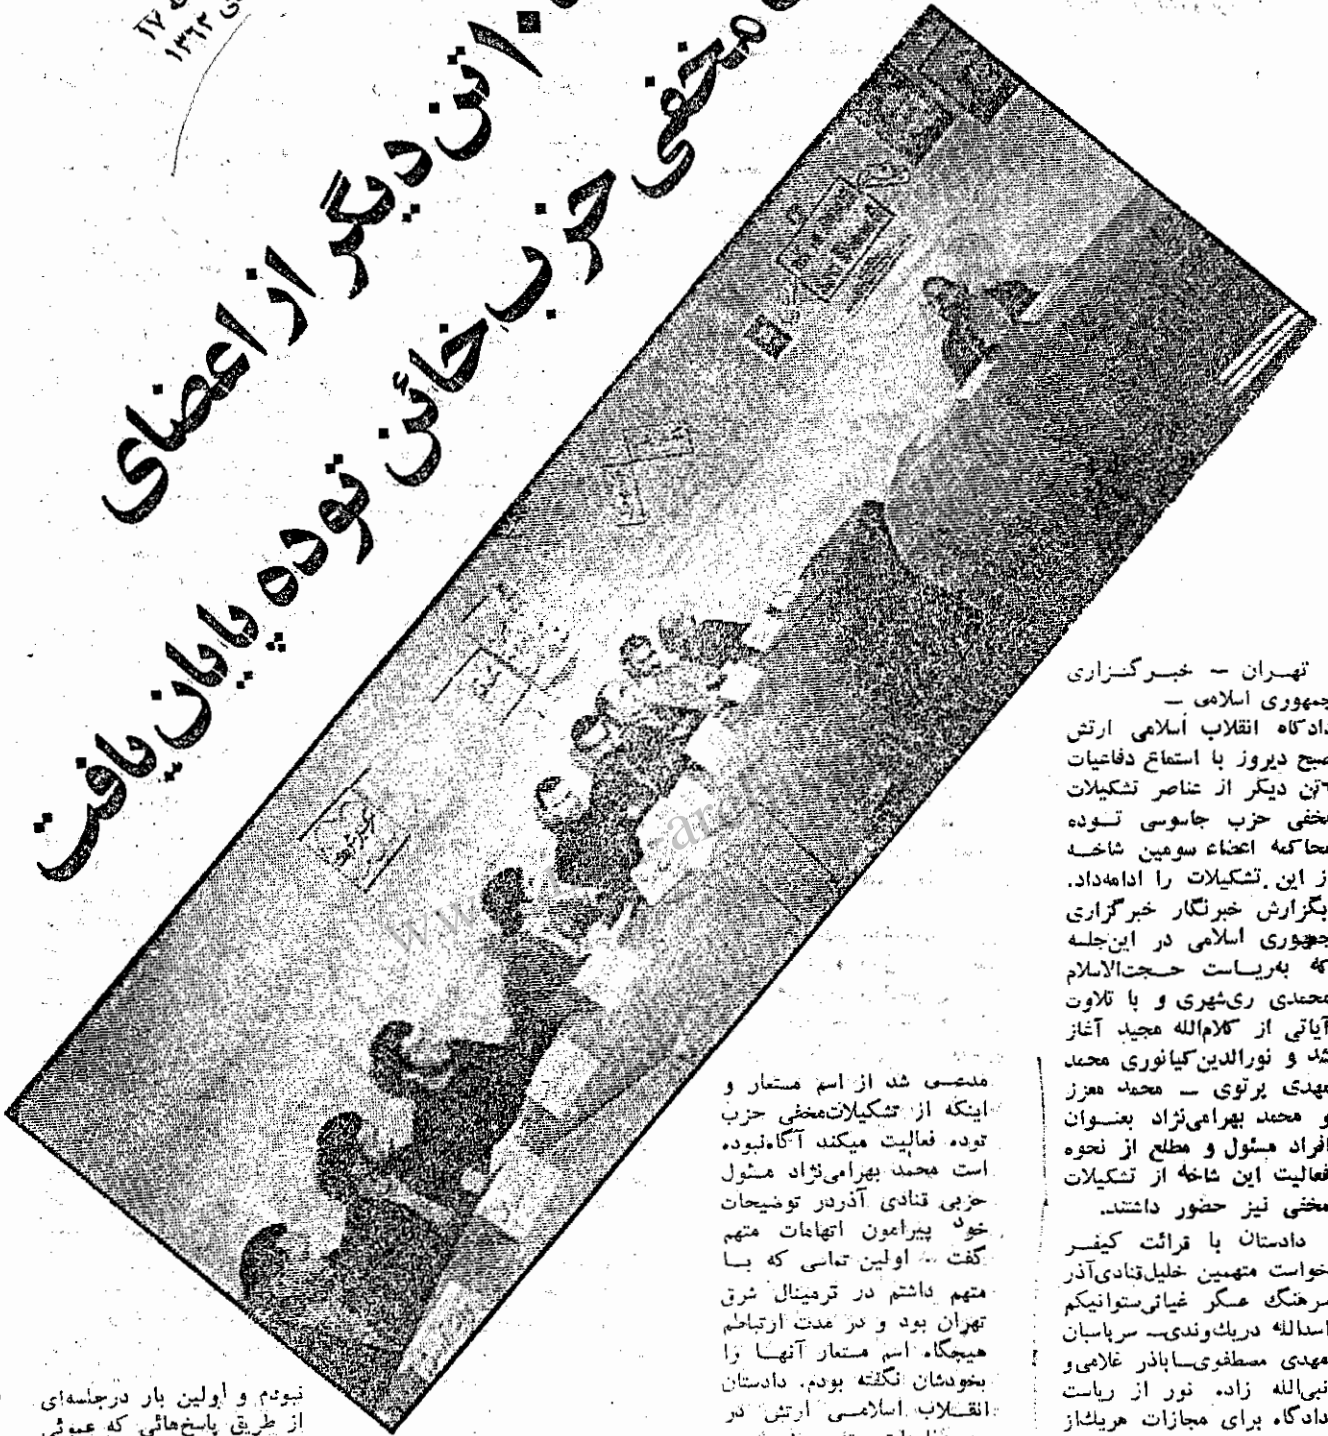 ۲۷
۱۳۶۲
۱۰ تن دیگر از اعضای
مخفی حزب خائن توده پایان یافت
تهران – خبرگزاری
جمهوری اسلامی –
دادگاه انقلاب اسلامی ارتش
صبح دیروز با استماع دفاعیات
تن دیگر از عناصر تشکیلات
مخفی حزب جاسوسی توده
محاکمه اعضاء سومین شاخه
از این تشکیلات را ادامه‌داد.
بگزارش خبرنگار خبرگزاری
جمهوری اسلامی در این‌جلسه
که به‌ریاست حجت‌الاسلام
محمدی ری‌شهری و با تلاوت
آیاتی از کلام‌الله مجید آغاز
شد و نورالدین‌کیانوری محمد
مهدی پرتوی – محمد معزز
و محمد بهرامی‌نژاد بعنوان
افراد مسئول و مطلع از نحوه
فعالیت این شاخه از تشکیلات
مخفی نیز حضور داشتند.
دادستان با قرائت کیفر
خواست متهمین خلیل‌قنادی‌آذر
سرهنگ عسگر غیاثی‌ستوانیکم
اسدالله دریک‌وندی– سرپاسبان
مهدی مصطفوی–اباذر غلامی‌و
نبی‌الله زاده نور از ریاست
دادگاه برای مجازات هریک‌از
مدعی شد از اسم مستعار و
اینکه از تشکیلات‌مخفی حزب
توده فعالیت میکند آگاه‌نبوده
است محمد بهرامی‌نژاد مسئول
حزبی قنادی آذردر توضیحات
خود پیرامون اتهامات متهم
گفت – اولین تماسی که با
متهم داشتم در ترمینال شرق
تهران بود و در مدت ارتباطم
هیچگاه اسم مستعار آنها را
بخودشان نگفته بودم. دادستان
انقلاب اسلامی ارتش در
نبودم و اولین بار درجلسه‌ای
از طریق پاسخ‌هائی که عموئی